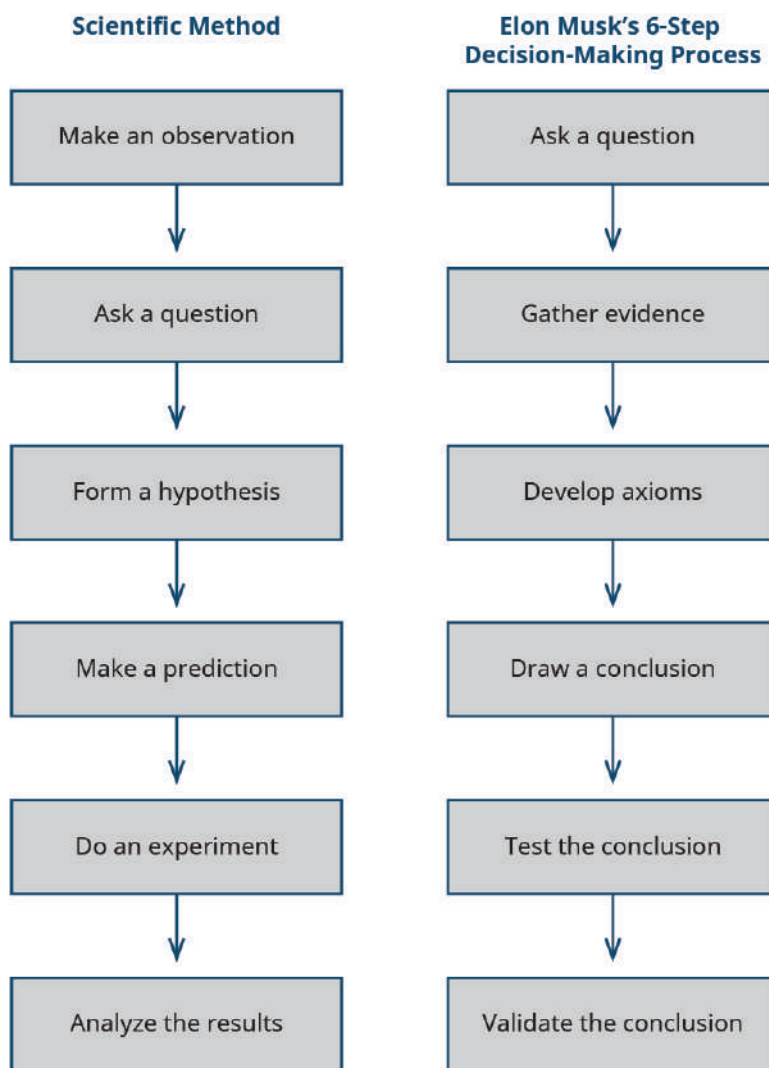 Scientific Method
Make an observation
Ask a question
Form a hypothesis
Make a prediction
Do an experiment
Analyze the results
Elon Musk's 6-Step
Decision-Making Process
Ask a question
Gather evidence
Develop axioms
Draw a conclusion
Test the conclusion
Validate the conclusion